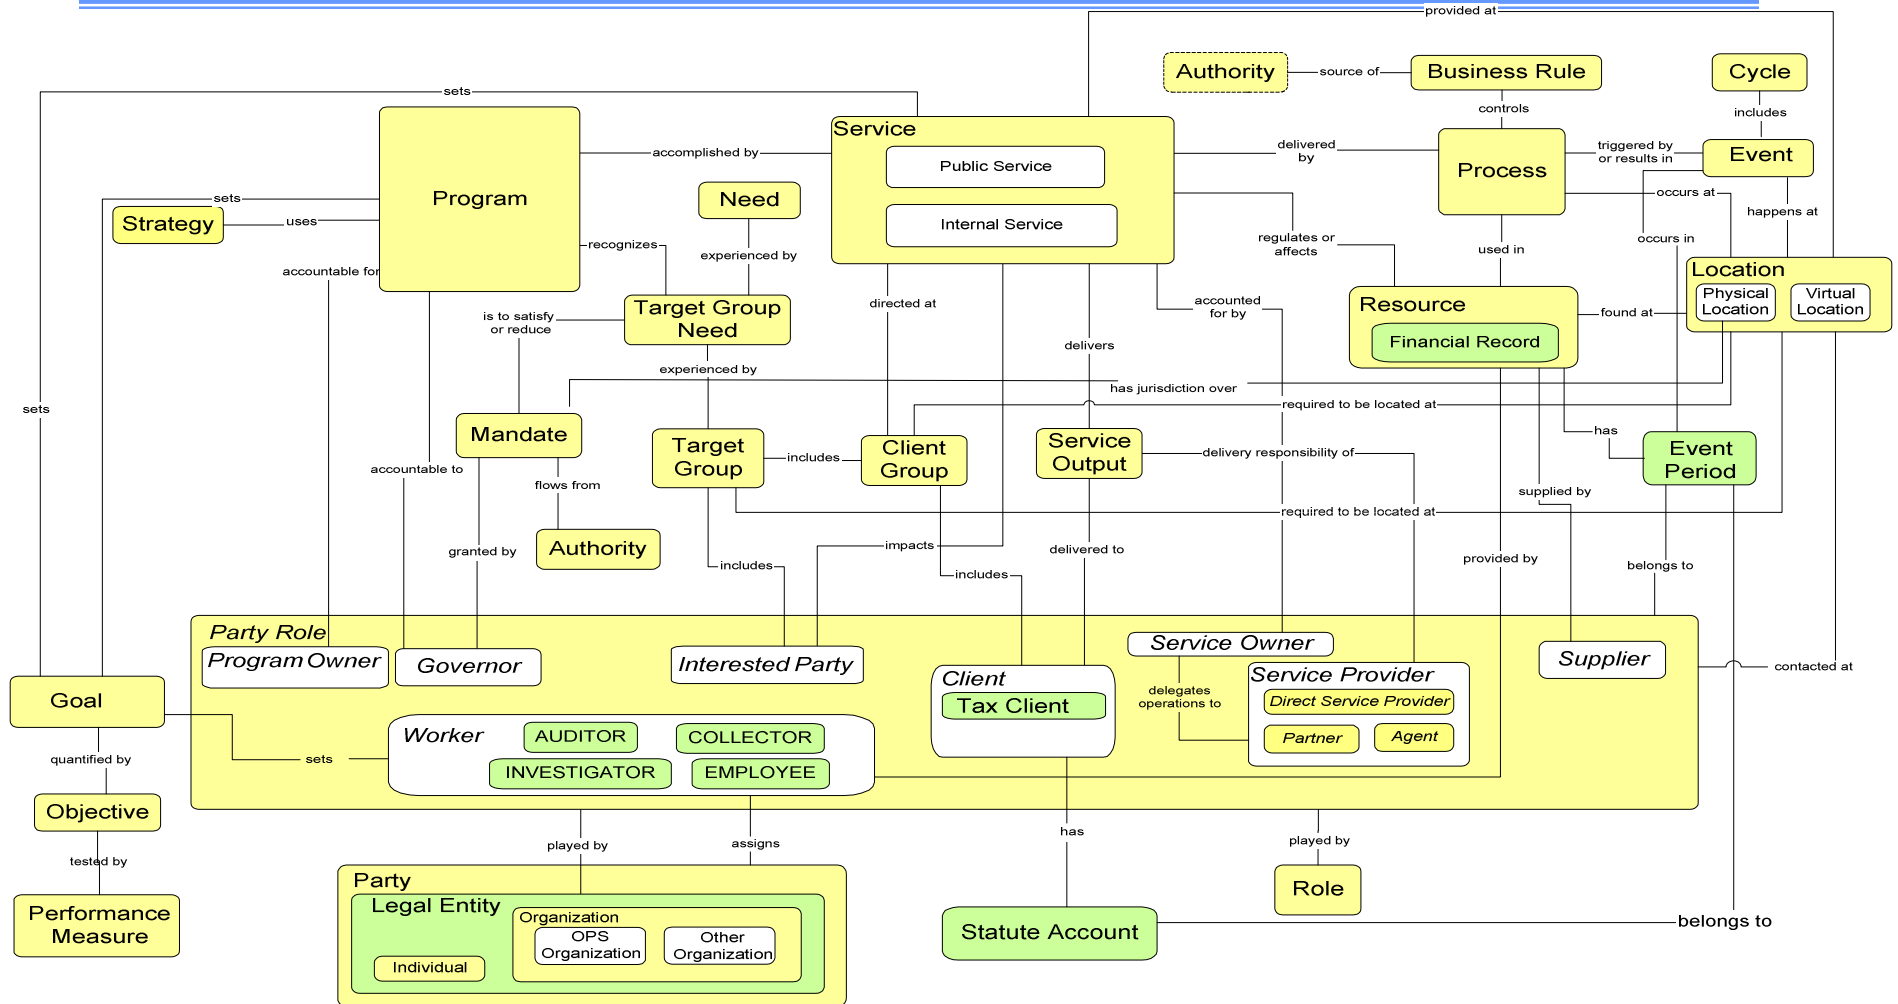 provided at
Authority
source of
Business Rule
Cycle
sets
controls
includes
Service
accomplished by
Public Service
Internal Service
delivered
by
Process
triggered by
or results in
Event
Program
sets
Strategy
uses
Need
recognizes
experienced by
accountable for
occurs at
happens at
occurs in
regulates or
affects
used in
Location
Physical
Location
Virtual
Location
Target Group
Need
is to satisfy
or reduce
directed at
accounted
for by
Resource
Financial Record
found at
delivers
experienced by
has jurisdiction over
required to be located at
sets
Mandate
Target
Group
includes
Client
Group
Service
Output
delivery responsibility of
has
Event
Period
accountable to
flows from
supplied by
required to be located at
granted by
Authority
impacts
includes
includes
delivered to
provided by
belongs to
Party Role
Program Owner
Governor
Interested Party
Client
Tax Client
Service Owner
delegates
operations to
Service Provider
Direct Service Provider
Partner
Agent
Supplier
contacted at
Goal
sets
Worker
AUDITOR
COLLECTOR
INVESTIGATOR
EMPLOYEE
quantified by
Objective
tested by
Performance
Measure
played by
assigns
has
played by
Party
Legal Entity
Organization
OPS
Organization
Other
Organization
Individual
Statute Account
Role
belongs to